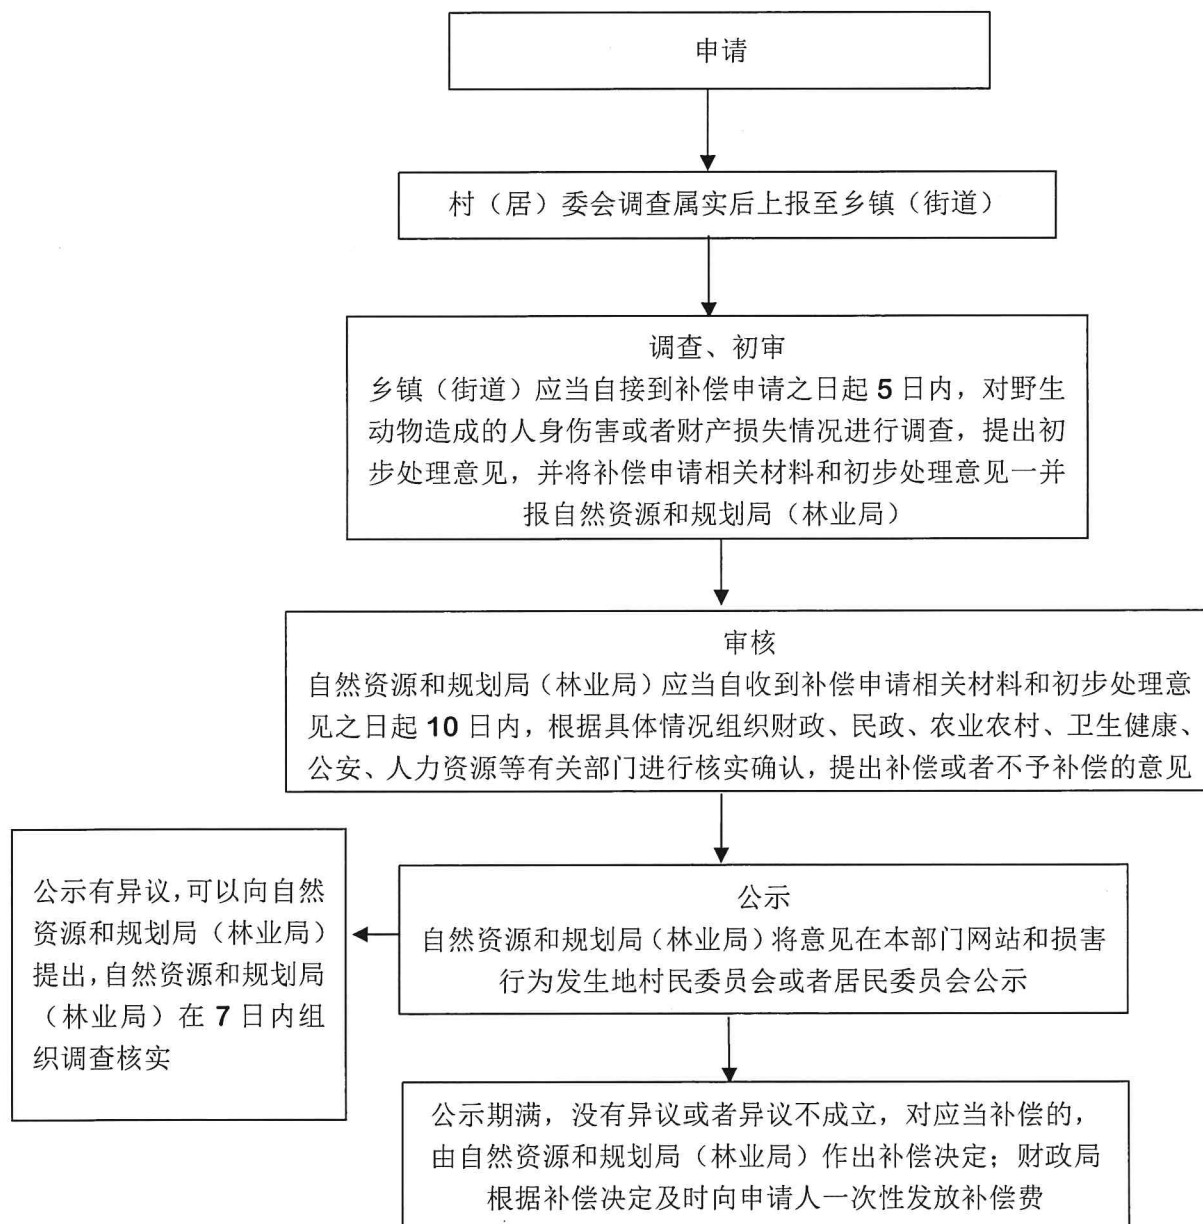 申请
村（居）委会调查属实后上报至乡镇（街道）
调查、初审
乡镇（街道）应当自接到补偿申请之日起 5 日内，对野生
动物造成的人身伤害或者财产损失情况进行调查，提出初
步处理意见，并将补偿申请相关材料和初步处理意见一并
报自然资源和规划局（林业局）
审核
自然资源和规划局（林业局）应当自收到补偿申请相关材料和初步处理意
见之日起 10 日内，根据具体情况组织财政、民政、农业农村、卫生健康、
公安、人力资源等有关部门进行核实确认，提出补偿或者不予补偿的意见
公示
自然资源和规划局（林业局）将意见在本部门网站和损害
行为发生地村民委员会或者居民委员会公示
公示有异议，可以向自然
资源和规划局（林业局）
提出，自然资源和规划局
（林业局）在 7 日内组
织调查核实
公示期满，没有异议或者异议不成立，对应当补偿的，
由自然资源和规划局（林业局）作出补偿决定；财政局
根据补偿决定及时向申请人一次性发放补偿费